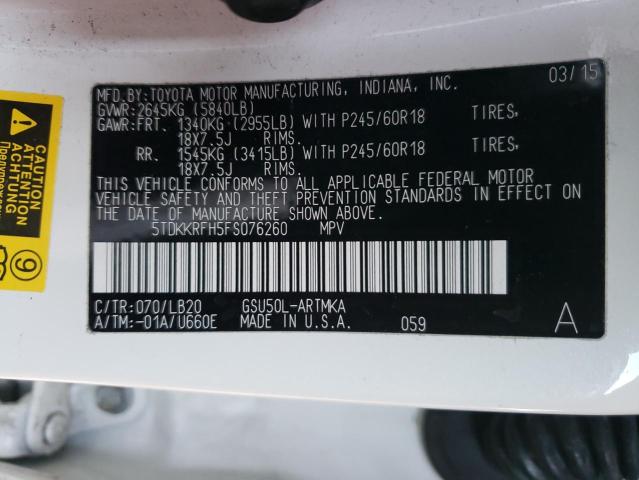 MFD.BY:TOYOTA MOTOR MANUFACTURING, INDIANA, INC. 03/15
GVWR:2645KG (5840LB)
GAWR:FRT. 1340KG (2955LB) WITH P245/60R18 TIRES,
18X7.5J RIMS.
RR. 1545KG (3415LB) WITH P245/60R18 TIRES,
18X7.5J RIMS.
THIS VEHICLE CONFORMS TO ALL APPLICABLE FEDERAL MOTOR
VEHICLE SAFETY AND THEFT PREVENTION STANDARDS IN EFFECT ON
THE DATE OF MANUFACTURE SHOWN ABOVE.
5TDKKRFH5FS076260 MPV
C/TR:070/LB20 GSU50L-ARTMKA
A/TM:-01A/U660E MADE IN U.S.A. 059 A
CAUTION
ATTENTION
ACHTUNG
9